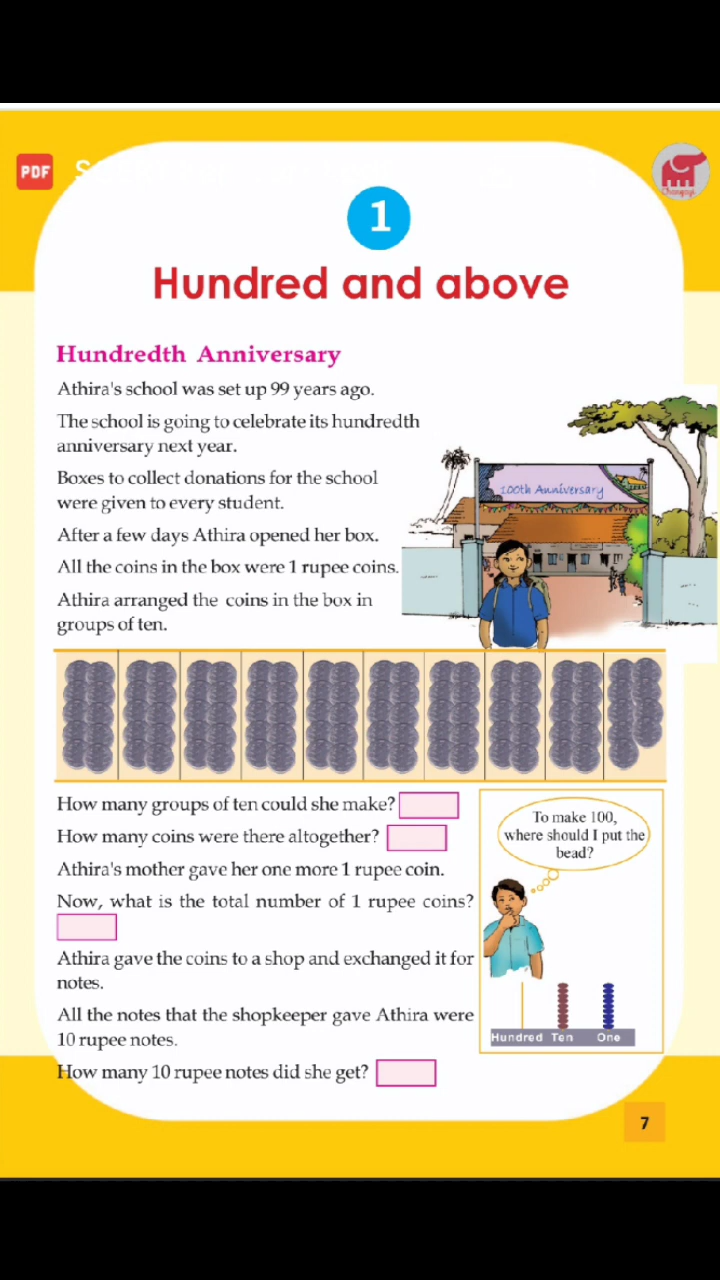 PDF
Changayi
1
Hundred and above
Hundredth Anniversary
Athira's school was set up 99 years ago.
The school is going to celebrate its hundredth
anniversary next year.
Boxes to collect donations for the school
were given to every student.
After a few days Athira opened her box.
All the coins in the box were 1 rupee coins.
Athira arranged the coins in the box in
groups of ten.
100th Anniversary
How many groups of ten could she make?
How many coins were there altogether?
Athira's mother gave her one more 1 rupee coin.
Now, what is the total number of 1 rupee coins?
Athira gave the coins to a shop and exchanged it for
notes.
All the notes that the shopkeeper gave Athira were
10 rupee notes.
How many 10 rupee notes did she get?
To make 100,
where should I put the
bead?
Hundred Ten One
7